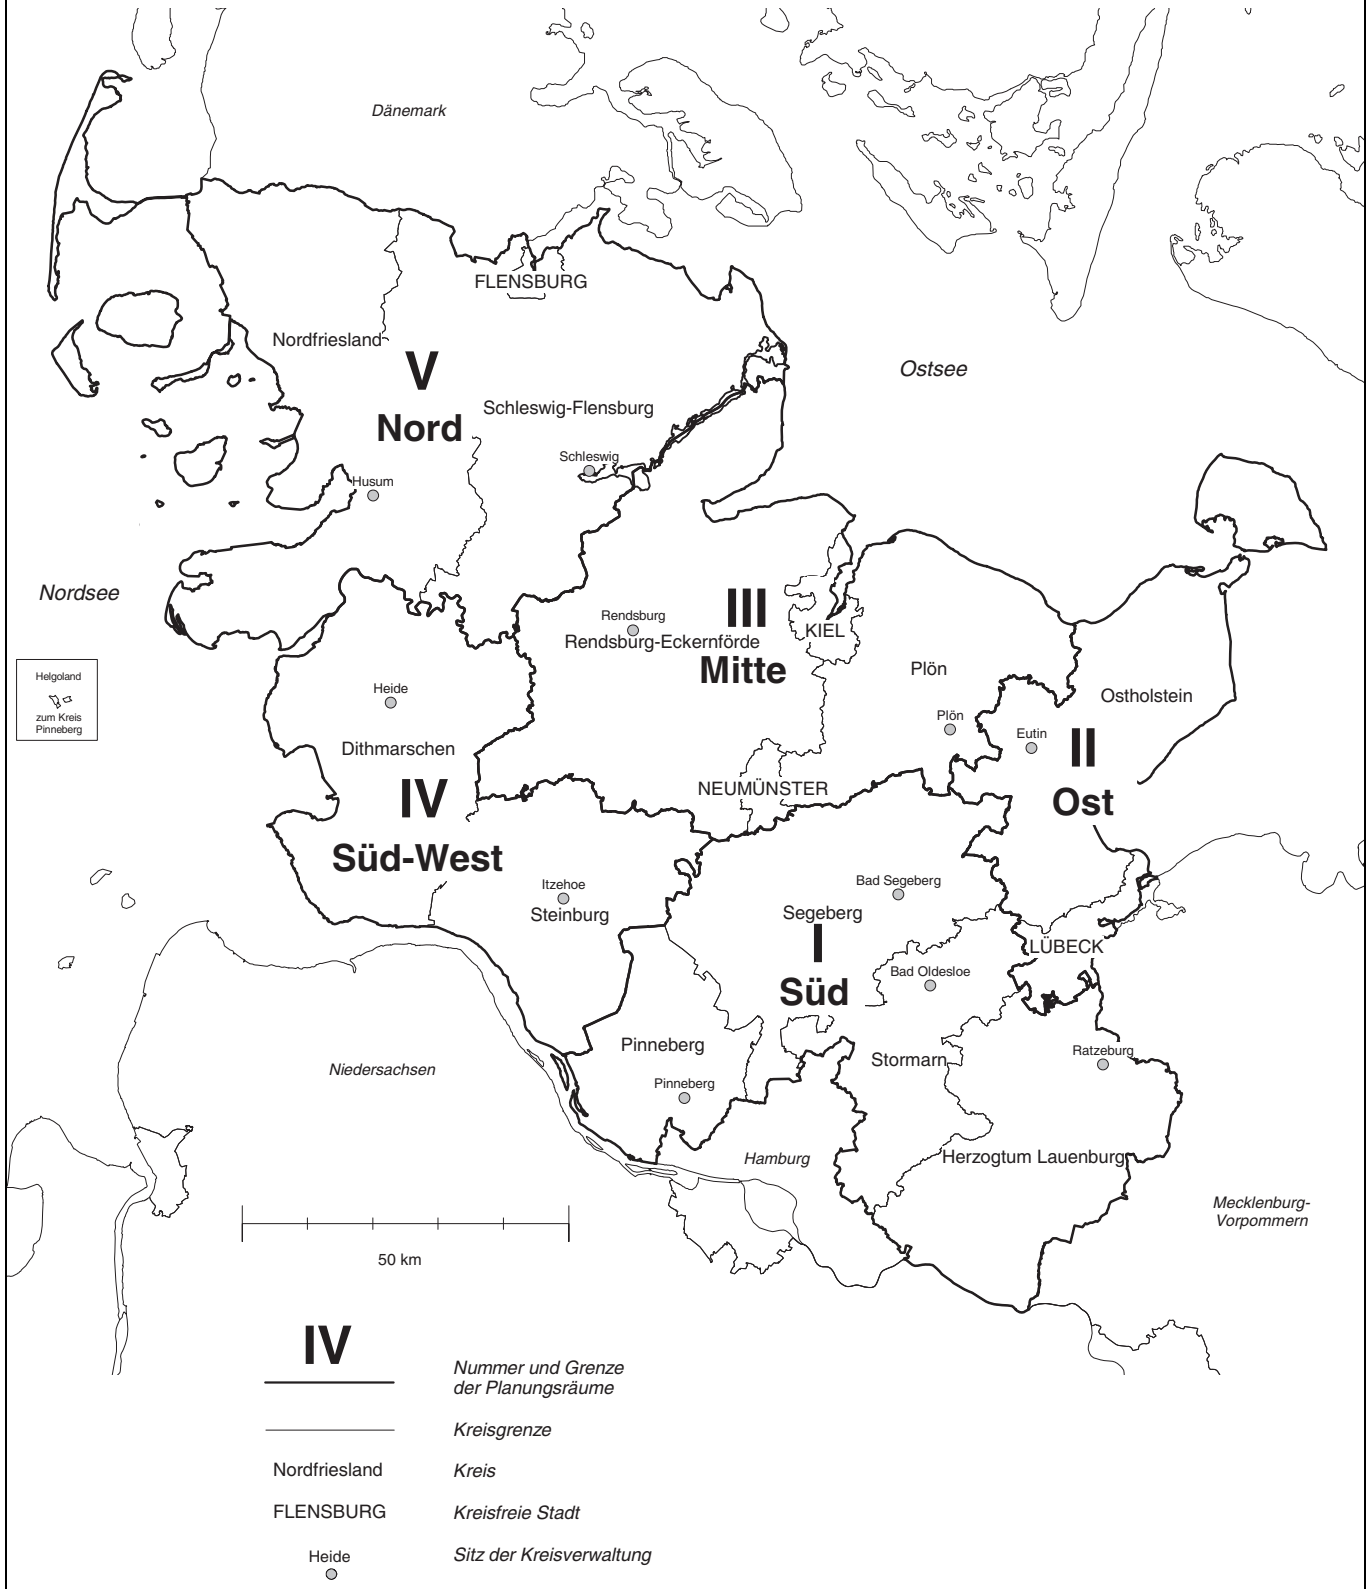 Dänemark
FLENSBURG
Nordfriesland
V
Nord
Ostsee
Schleswig-Flensburg
Schleswig
Husum
Nordsee
Rendsburg
Rendsburg-Eckernförde
III
Mitte
KIEL
Plön
Plön
Ostholstein
Eutin
II
Ost
Helgoland
zum Kreis
Pinneberg
Heide
Dithmarschen
IV
Süd-West
NEUMÜNSTER
Itzehoe
Steinburg
Bad Segeberg
Segeberg
I
Süd
LÜBECK
Bad Oldesloe
Pinneberg
Pinneberg
Stormarn
Ratzeburg
Niedersachsen
Hamburg
Herzogtum Lauenburg
Mecklenburg-
Vorpommern
50 km
IV
Nummer und Grenze
der Planungsräume
Kreisgrenze
Nordfriesland
Kreis
FLENSBURG
Kreisfreie Stadt
Heide
Sitz der Kreisverwaltung